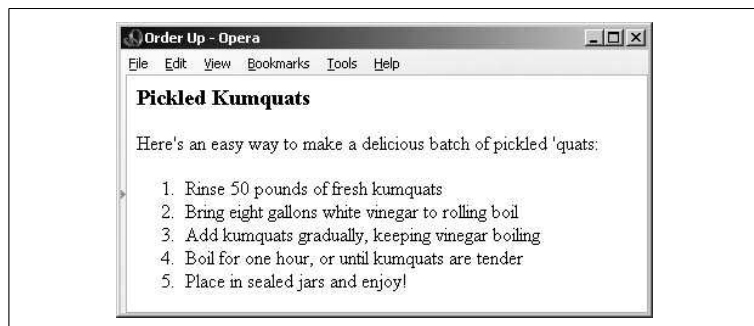 Order Up - Opera
File Edit View Bookmarks Tools Help
Pickled Kumquats
Here's an easy way to make a delicious batch of pickled 'quats:
1. Rinse 50 pounds of fresh kumquats
2. Bring eight gallons white vinegar to rolling boil
3. Add kumquats gradually, keeping vinegar boiling
4. Boil for one hour, or until kumquats are tender
5. Place in sealed jars and enjoy!